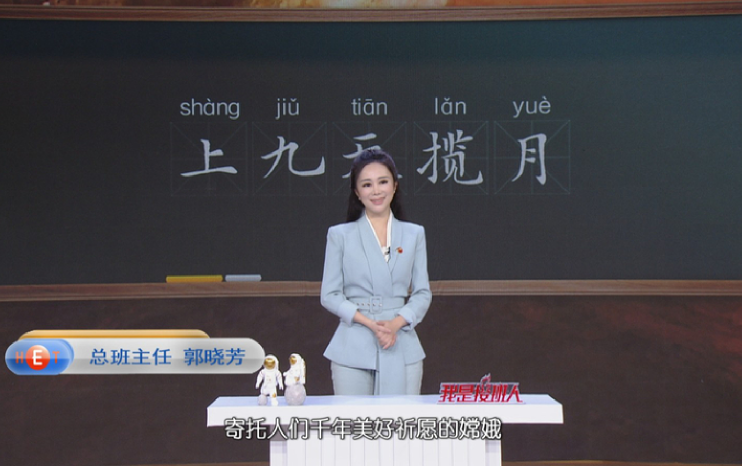 shàng jiǔ tiān lǎn yuè
上九天揽月
HET
总班主任 郭晓芳
我是接班人
寄托人们千年美好祈愿的嫦娥